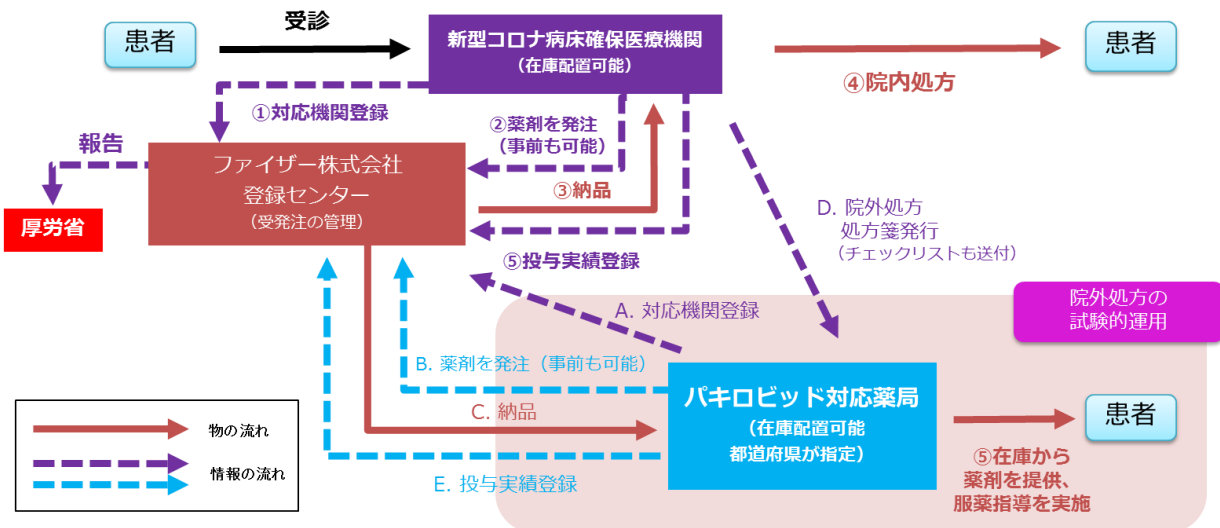 患者
受診
新型コロナ病床確保医療機関
（在庫配置可能）
患者
④院内処方
①対応機関登録
②薬剤を発注
（事前も可能）
報告
ファイザー株式会社
登録センター
（受発注の管理）
③納品
厚労省
D. 院外処方
処方箋発行
（チェックリストも送付）
⑤投与実績登録
院外処方の
試験的運用
A. 対応機関登録
B. 薬剤を発注（事前も可能）
パキロビッド対応薬局
（在庫配置可能
都道府県が指定）
患者
C. 納品
物の流れ
情報の流れ
E. 投与実績登録
⑤在庫から
薬剤を提供、
服薬指導を実施